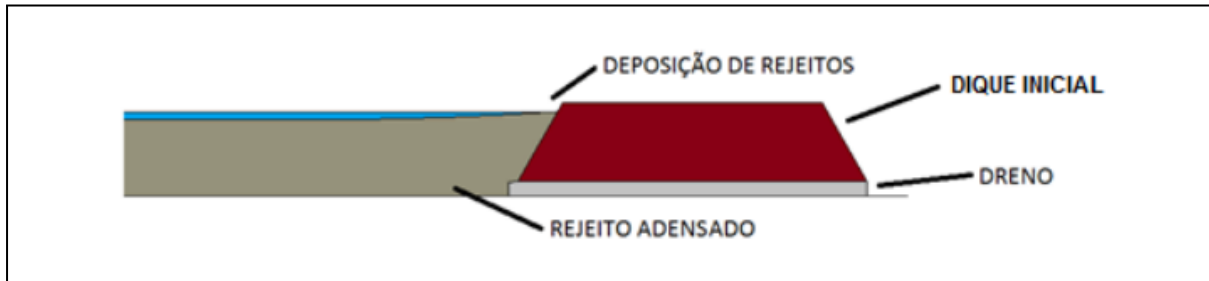 DEPOSIÇÃO DE REJEITOS
DIQUE INICIAL
DRENO
REJEITO ADENSADO